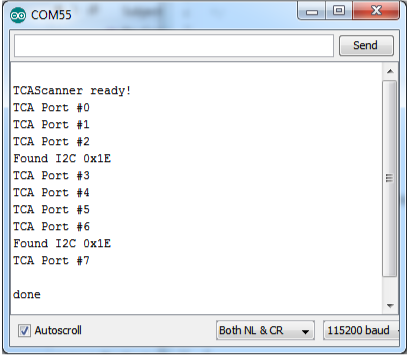 COM55
Send
TCAScanner ready!
TCA Port #0
TCA Port #1
TCA Port #2
Found I2C 0x1E
TCA Port #3
TCA Port #4
TCA Port #5
TCA Port #6
Found I2C 0x1E
TCA Port #7
done
Autoscroll Both NL & CR 115200 baud